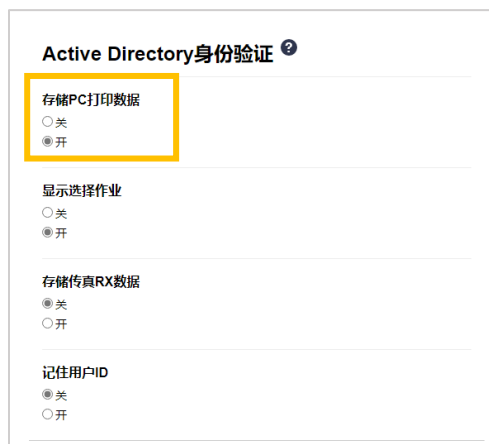 Active Directory身份验证 ?
存储PC打印数据
关
开
显示选择作业
关
开
存储传真RX数据
关
开
记住用户ID
关
开